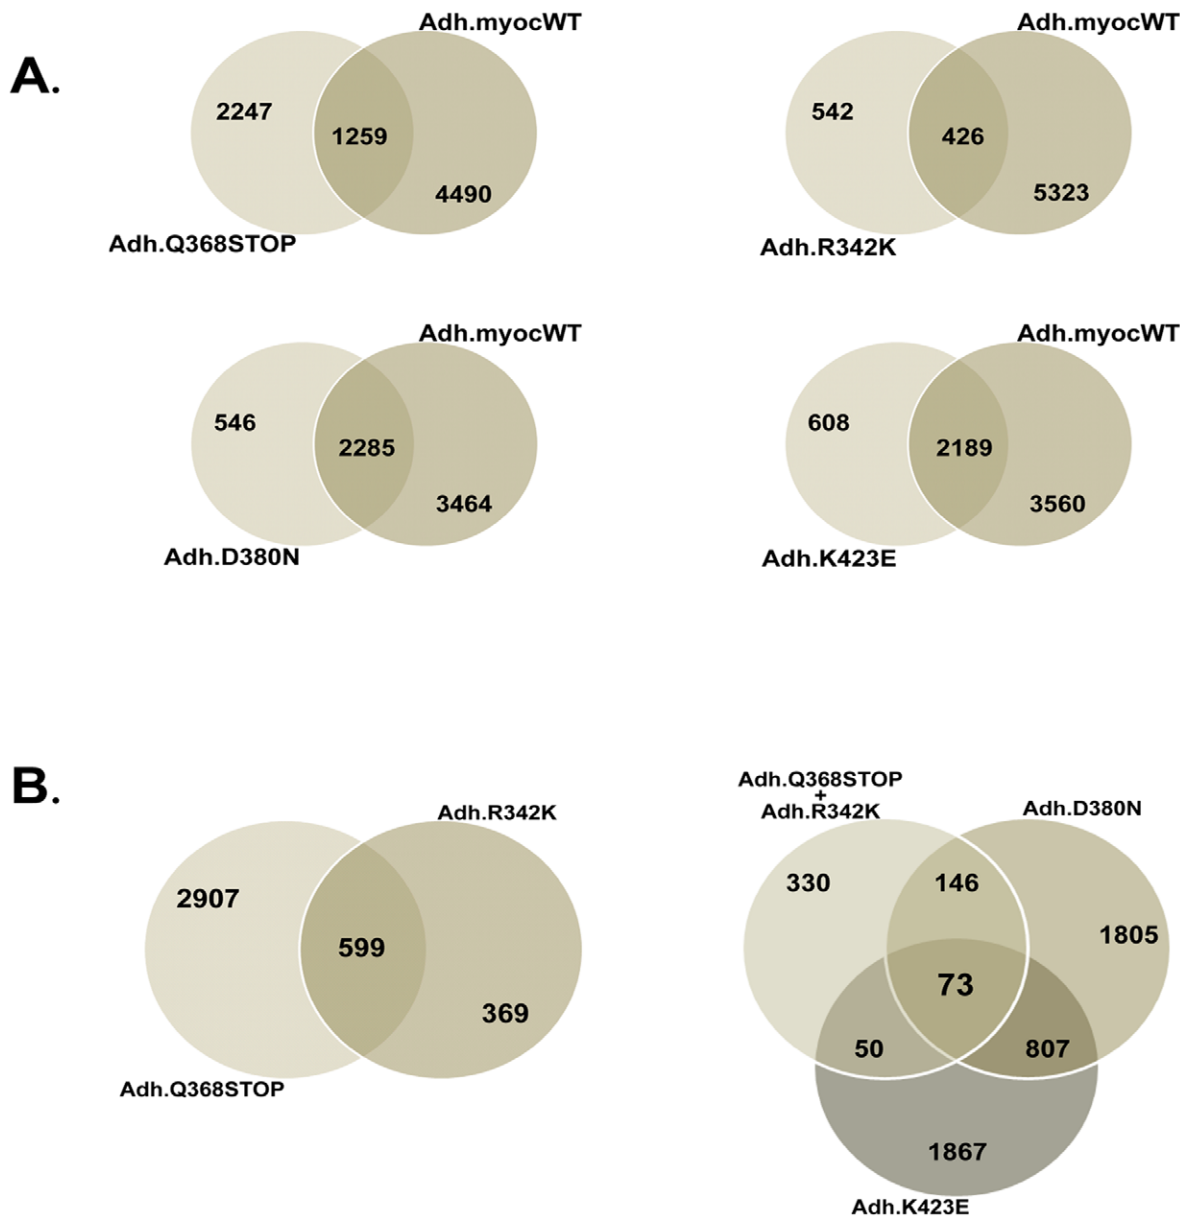 A.
Adh.myocWT
2247
1259
4490
Adh.Q368STOP
Adh.myocWT
542
426
5323
Adh.R342K
Adh.myocWT
546
2285
3464
Adh.D380N
Adh.myocWT
608
2189
3560
Adh.K423E
B.
Adh.R342K
2907
599
369
Adh.Q368STOP
Adh.Q368STOP
+
Adh.R342K
Adh.D380N
330
146
1805
73
50
807
1867
Adh.K423E